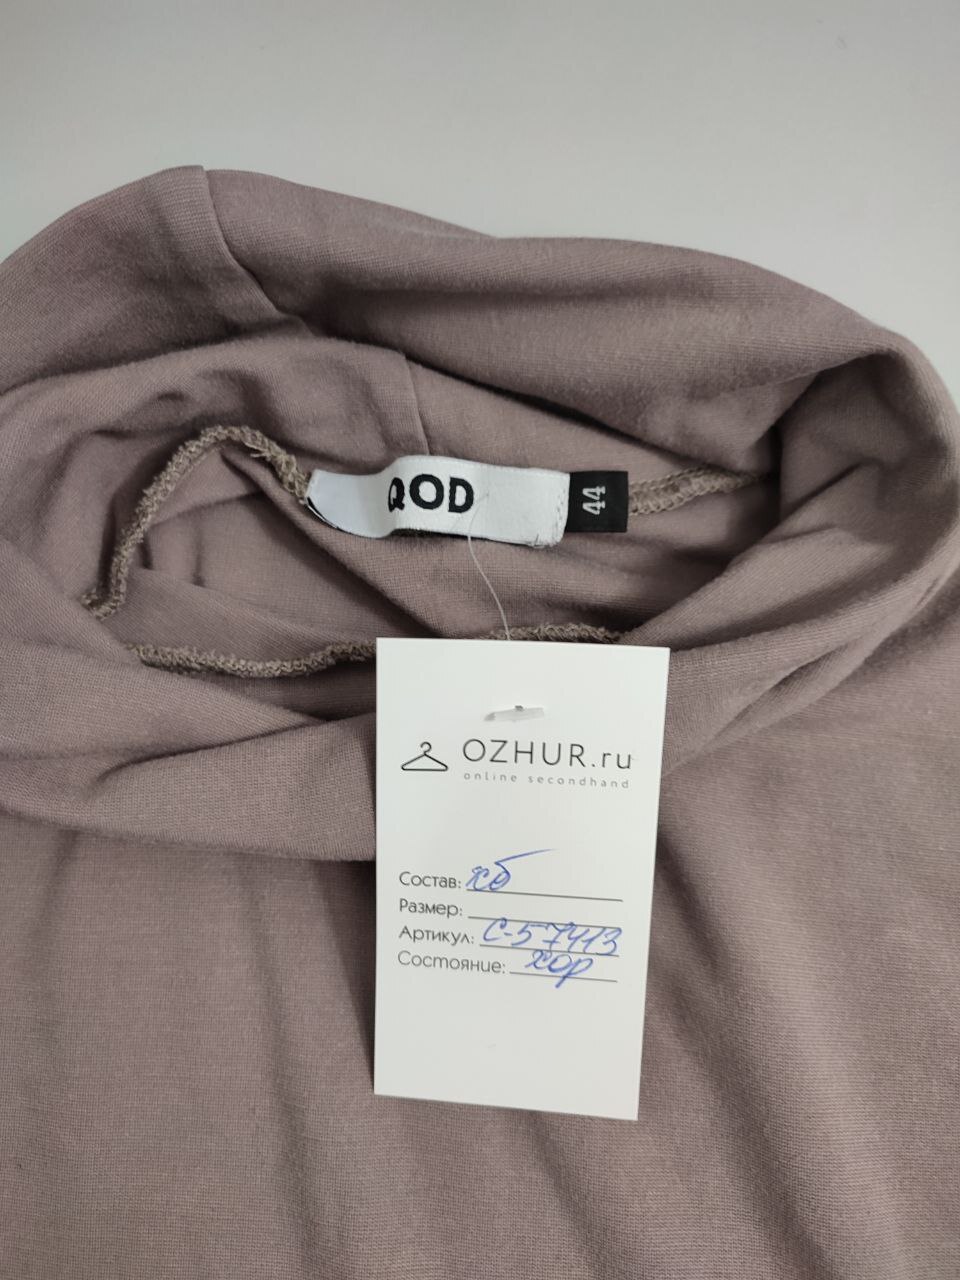 QOD
44
OZHUR.ru
online secondhand
Состав: хб
Размер:
Артикул: С-57413
Состояние: хор